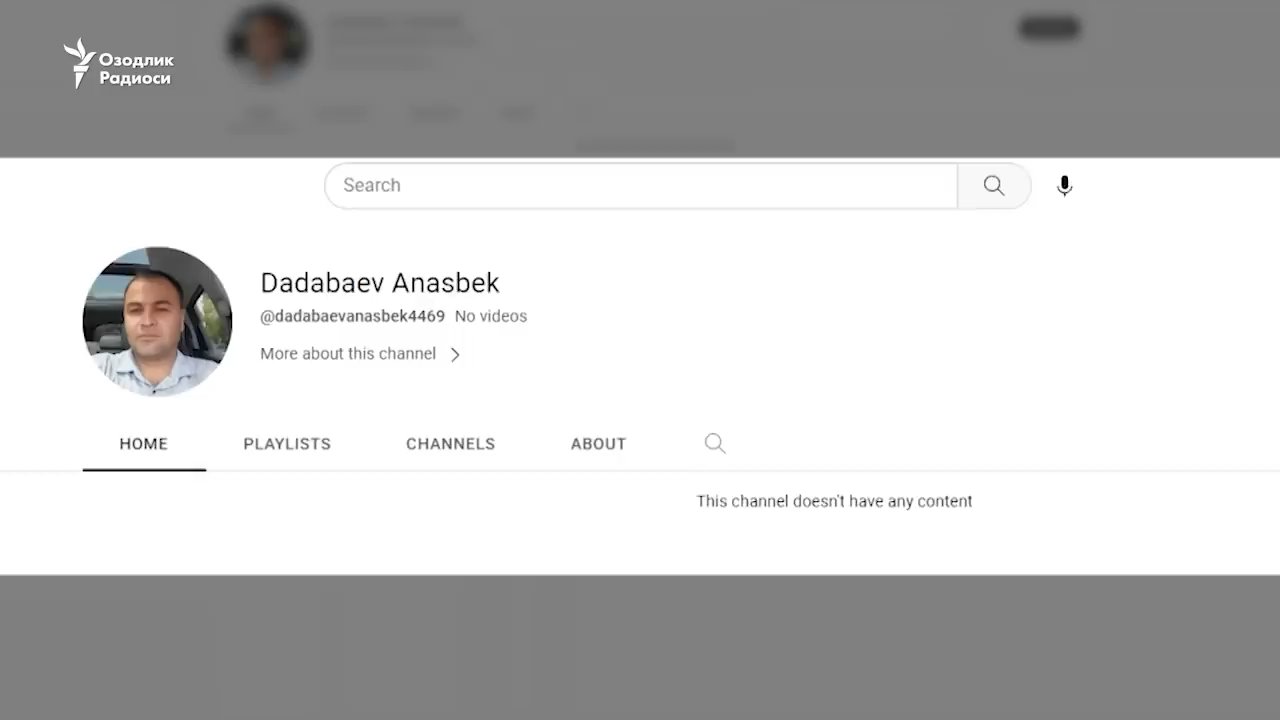 Озодлик
Радиоси
Search
Dadabaev Anasbek
@dadabaevanasbek4469 No videos
More about this channel
HOME PLAYLISTS CHANNELS ABOUT
This channel doesn't have any content